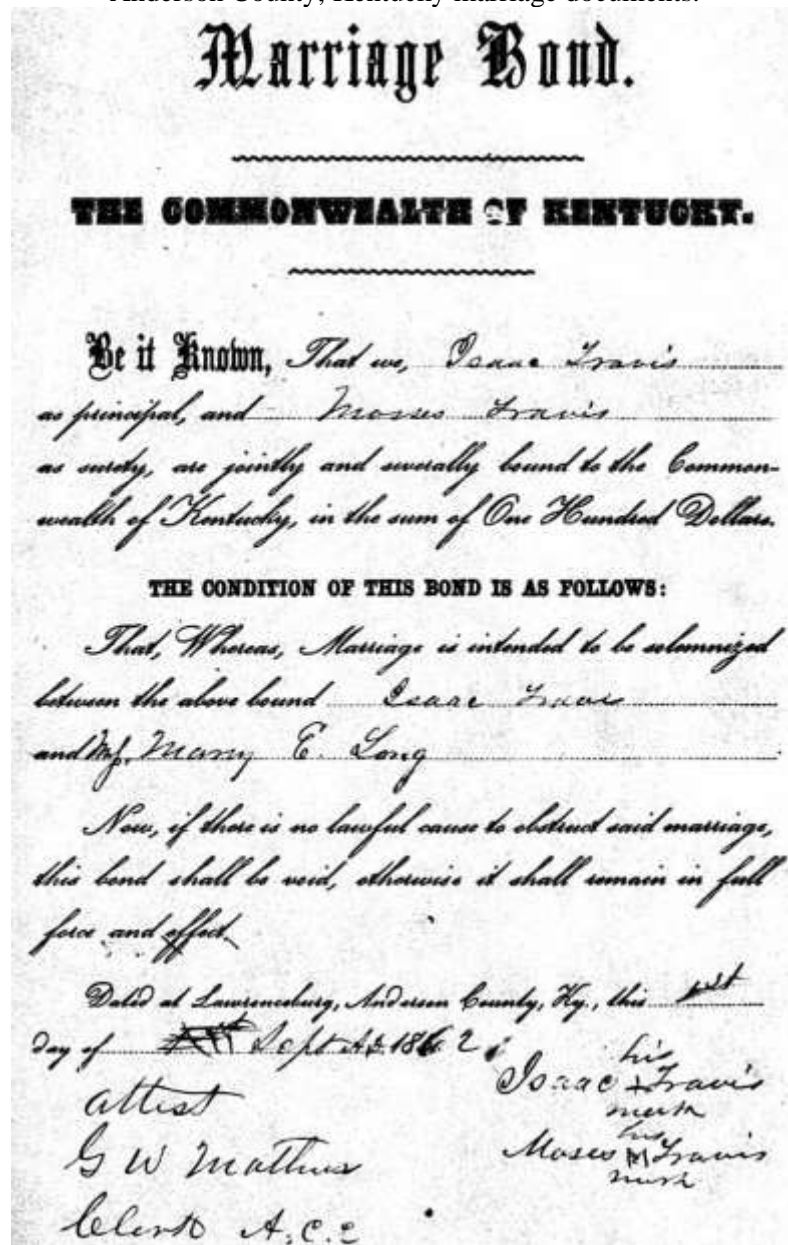 Anderson County, Kentucky marriage documents.
Marriage Bond.
THE COMMONWEALTH OF KENTUCKY.
Be it Known, That we, Isaac Travis
as principal, and Moses Travis
as surety, are jointly and severally bound to the Common-
wealth of Kentucky, in the sum of One Hundred Dollars.
THE CONDITION OF THIS BOND IS AS FOLLOWS:
That, Whereas, Marriage is intended to be solemnized
between the above bound Isaac Travis
and Ms. Mary E. Long
Now, if there is no lawful cause to obstruct said marriage,
this bond shall be void, otherwise it shall remain in full
force and effect.
Dated at Lawrenceburg, Anderson County, Ky., this 1st
day of Sept A.D. 1862
his
Isaac + Travis
mark
attest
his
Moses M Travis
mark
G W Mathus
Clerk A.C.C